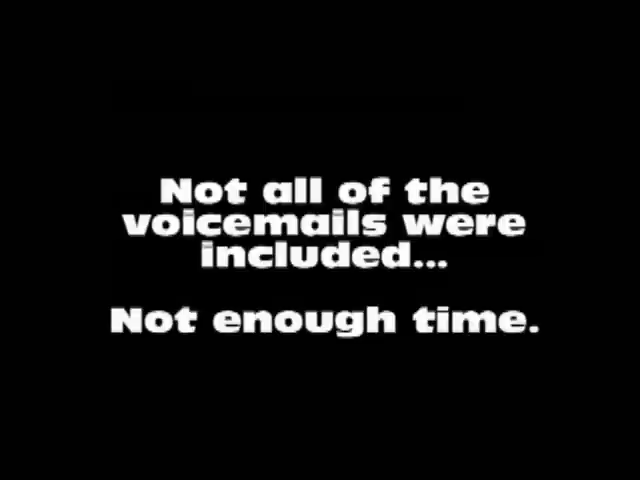 Not all of the
voicemails were
included...
Not enough time.